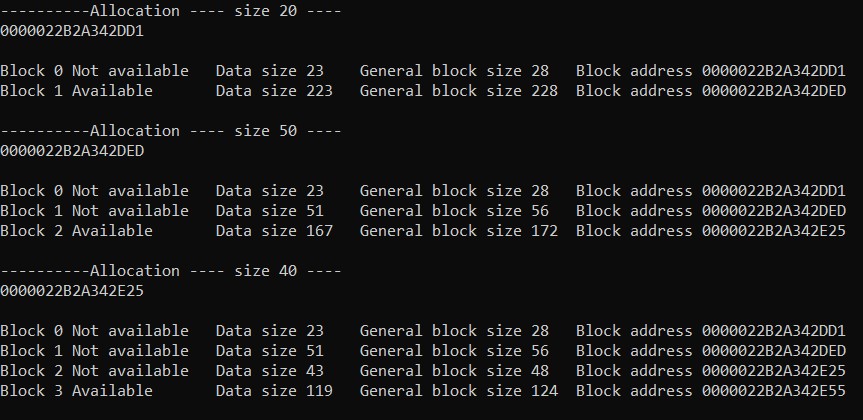 ----------Allocation ---- size 20 ----
0000022B2A342DD1
Block 0 Not available   Data size 23    General block size 28   Block address 0000022B2A342DD1
Block 1 Available       Data size 223   General block size 228  Block address 0000022B2A342DED
----------Allocation ---- size 50 ----
0000022B2A342DED
Block 0 Not available   Data size 23    General block size 28   Block address 0000022B2A342DD1
Block 1 Not available   Data size 51    General block size 56   Block address 0000022B2A342DED
Block 2 Available       Data size 167   General block size 172  Block address 0000022B2A342E25
----------Allocation ---- size 40 ----
0000022B2A342E25
Block 0 Not available   Data size 23    General block size 28   Block address 0000022B2A342DD1
Block 1 Not available   Data size 51    General block size 56   Block address 0000022B2A342DED
Block 2 Not available   Data size 43    General block size 48   Block address 0000022B2A342E25
Block 3 Available       Data size 119   General block size 124  Block address 0000022B2A342E55